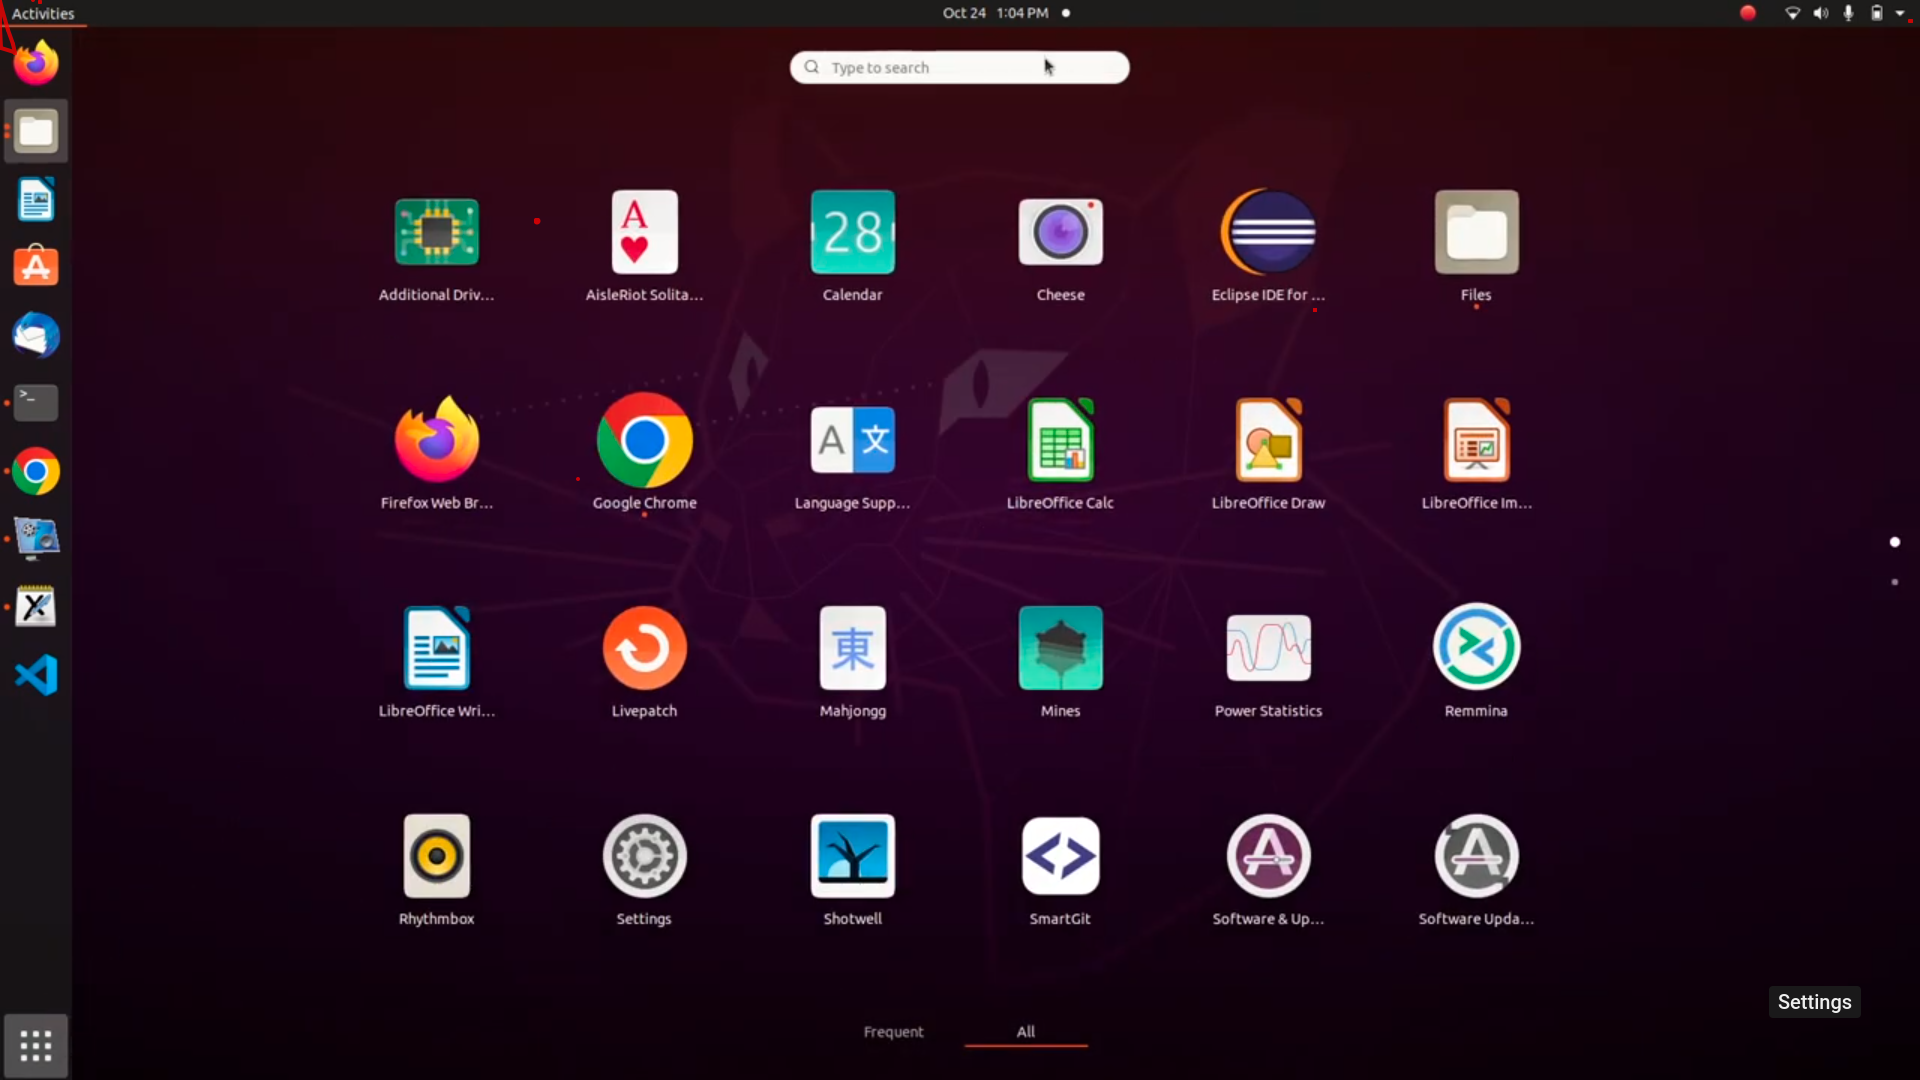 Activities
Oct 24 1:04 PM
Type to search
Additional Driv...
AisleRiot Solita...
28
Calendar
Cheese
Eclipse IDE for ...
Files
Firefox Web Br...
Google Chrome
A 文
Language Supp...
LibreOffice Calc
LibreOffice Draw
LibreOffice Im...
LibreOffice Wri...
Livepatch
東
Mahjongg
Mines
Power Statistics
Remmina
Rhythmbox
Settings
Shotwell
SmartGit
Software & Up...
Software Upda...
Settings
Frequent
All